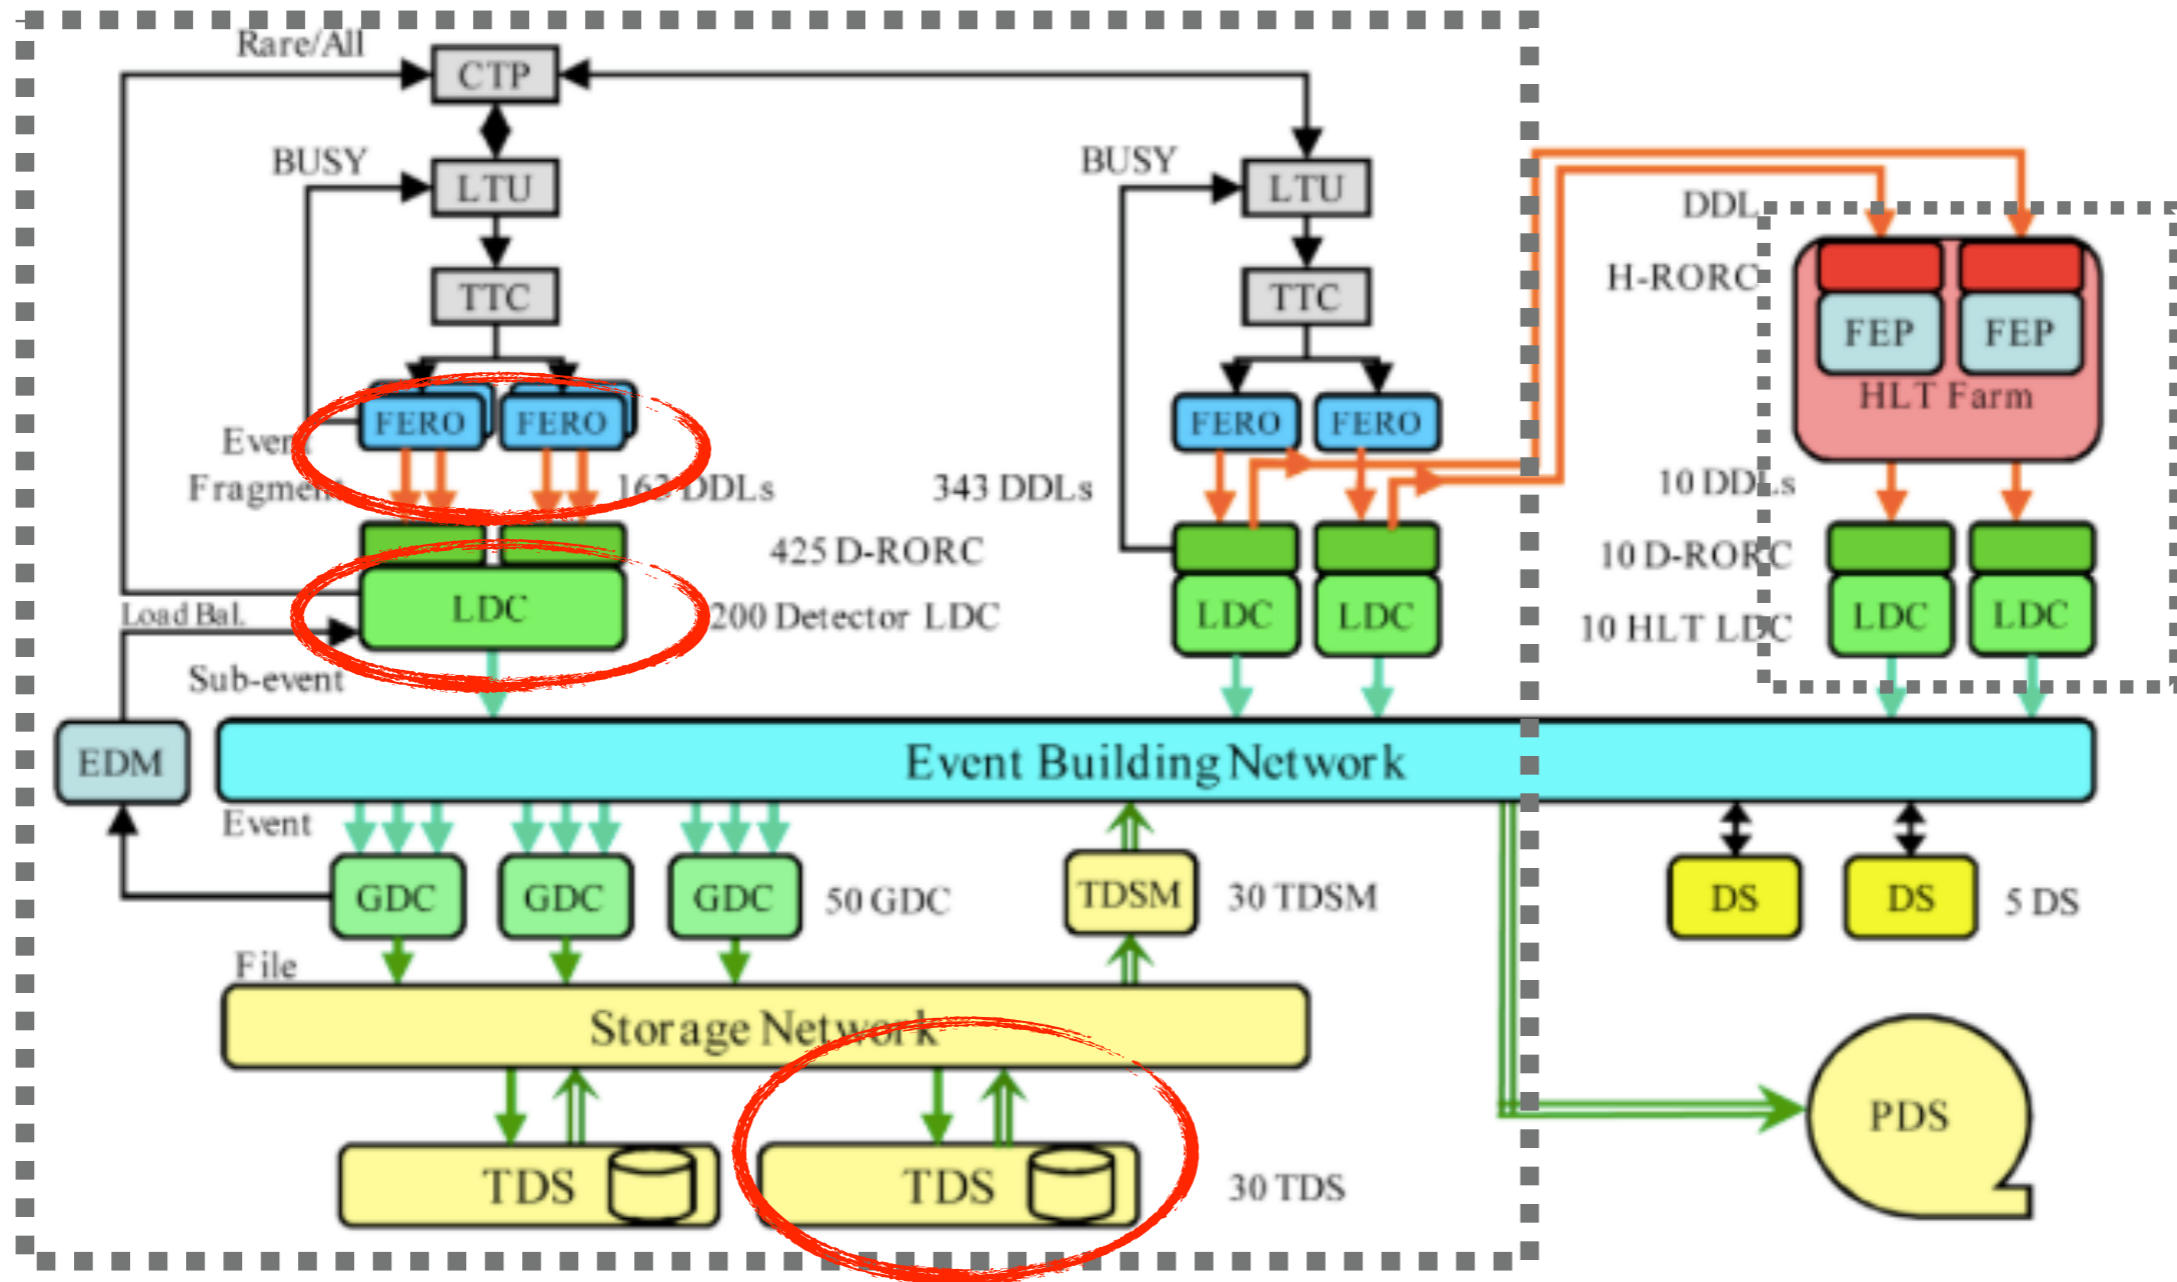 Rare/All
CTP
BUSY
LTU
BUSY
LTU
DDL
TTC
TTC
H-RORC
FEP
FEP
HLT Farm
FERO
FERO
FERO
FERO
Event
Fragment
162 DDLs
343 DDLs
10 DDLs
425 D-RORC
10 D-RORC
LDC
200 Detector LDC
LDC
LDC
10 HLT LDC
LDC
LDC
Load Bal.
Sub-event
EDM
Event Building Network
Event
GDC
GDC
GDC
50 GDC
TDSM
30 TDSM
DS
DS
5 DS
File
Storage Network
PDS
TDS
TDS
30 TDS